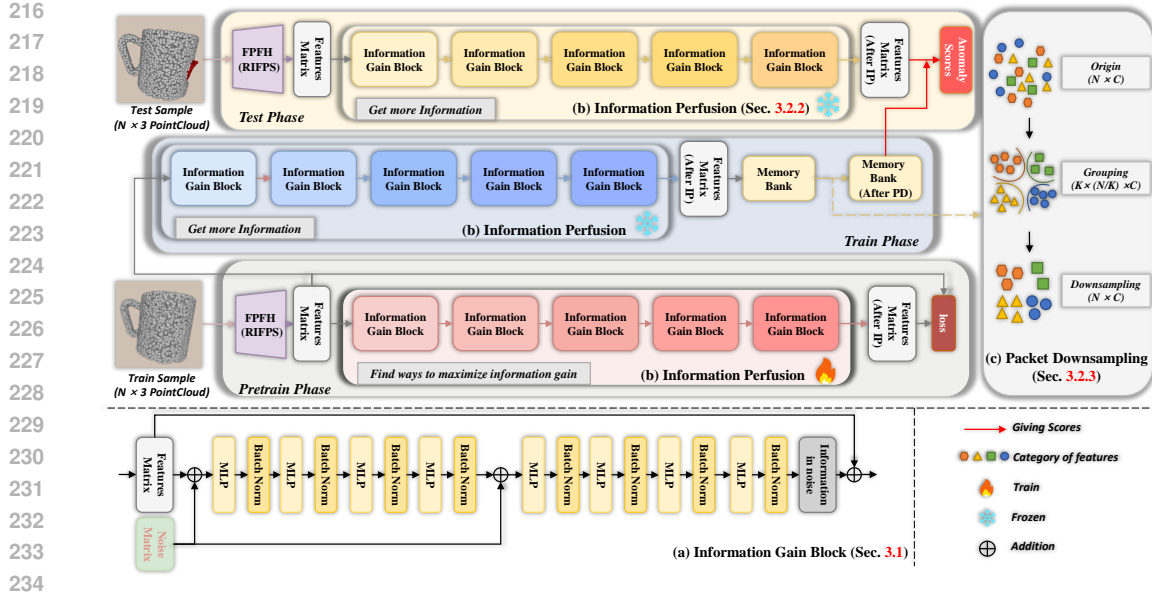 216
217
218
219
220
221
222
223
224
225
226
227
228
229
230
231
232
233
234
Test Sample
(N × 3 PointCloud)
FPFH
(RIFPS)
Features
Matrix
Information
Gain Block
Information
Gain Block
Information
Gain Block
Information
Gain Block
Information
Gain Block
Features
Matrix
(After IP)
Anomaly
Scores
Get more Information
(b) Information Perfusion (Sec. 3.2.2)
Test Phase
Information
Gain Block
Information
Gain Block
Information
Gain Block
Information
Gain Block
Information
Gain Block
Features
Matrix
(After IP)
Memory
Bank
Memory
Bank
(After PD)
Get more Information
(b) Information Perfusion
Train Phase
Train Sample
(N × 3 PointCloud)
FPFH
(RIFPS)
Features
Matrix
Information
Gain Block
Information
Gain Block
Information
Gain Block
Information
Gain Block
Information
Gain Block
Features
Matrix
(After IP)
loss
Find ways to maximize information gain
(b) Information Perfusion
Pretrain Phase
Origin
(N × C)
Grouping
(K× (N/K) ×C)
Downsampling
(N × C)
(c) Packet Downsampling
(Sec. 3.2.3)
Features
Matrix
Noise Matrix
MLP
Batch Norm
MLP
Batch Norm
MLP
Batch Norm
MLP
Batch Norm
MLP
Batch Norm
MLP
Batch Norm
MLP
Batch Norm
MLP
Batch Norm
Information
in noise
(a) Information Gain Block (Sec. 3.1)
Giving Scores
Category of features
Train
Frozen
Addition